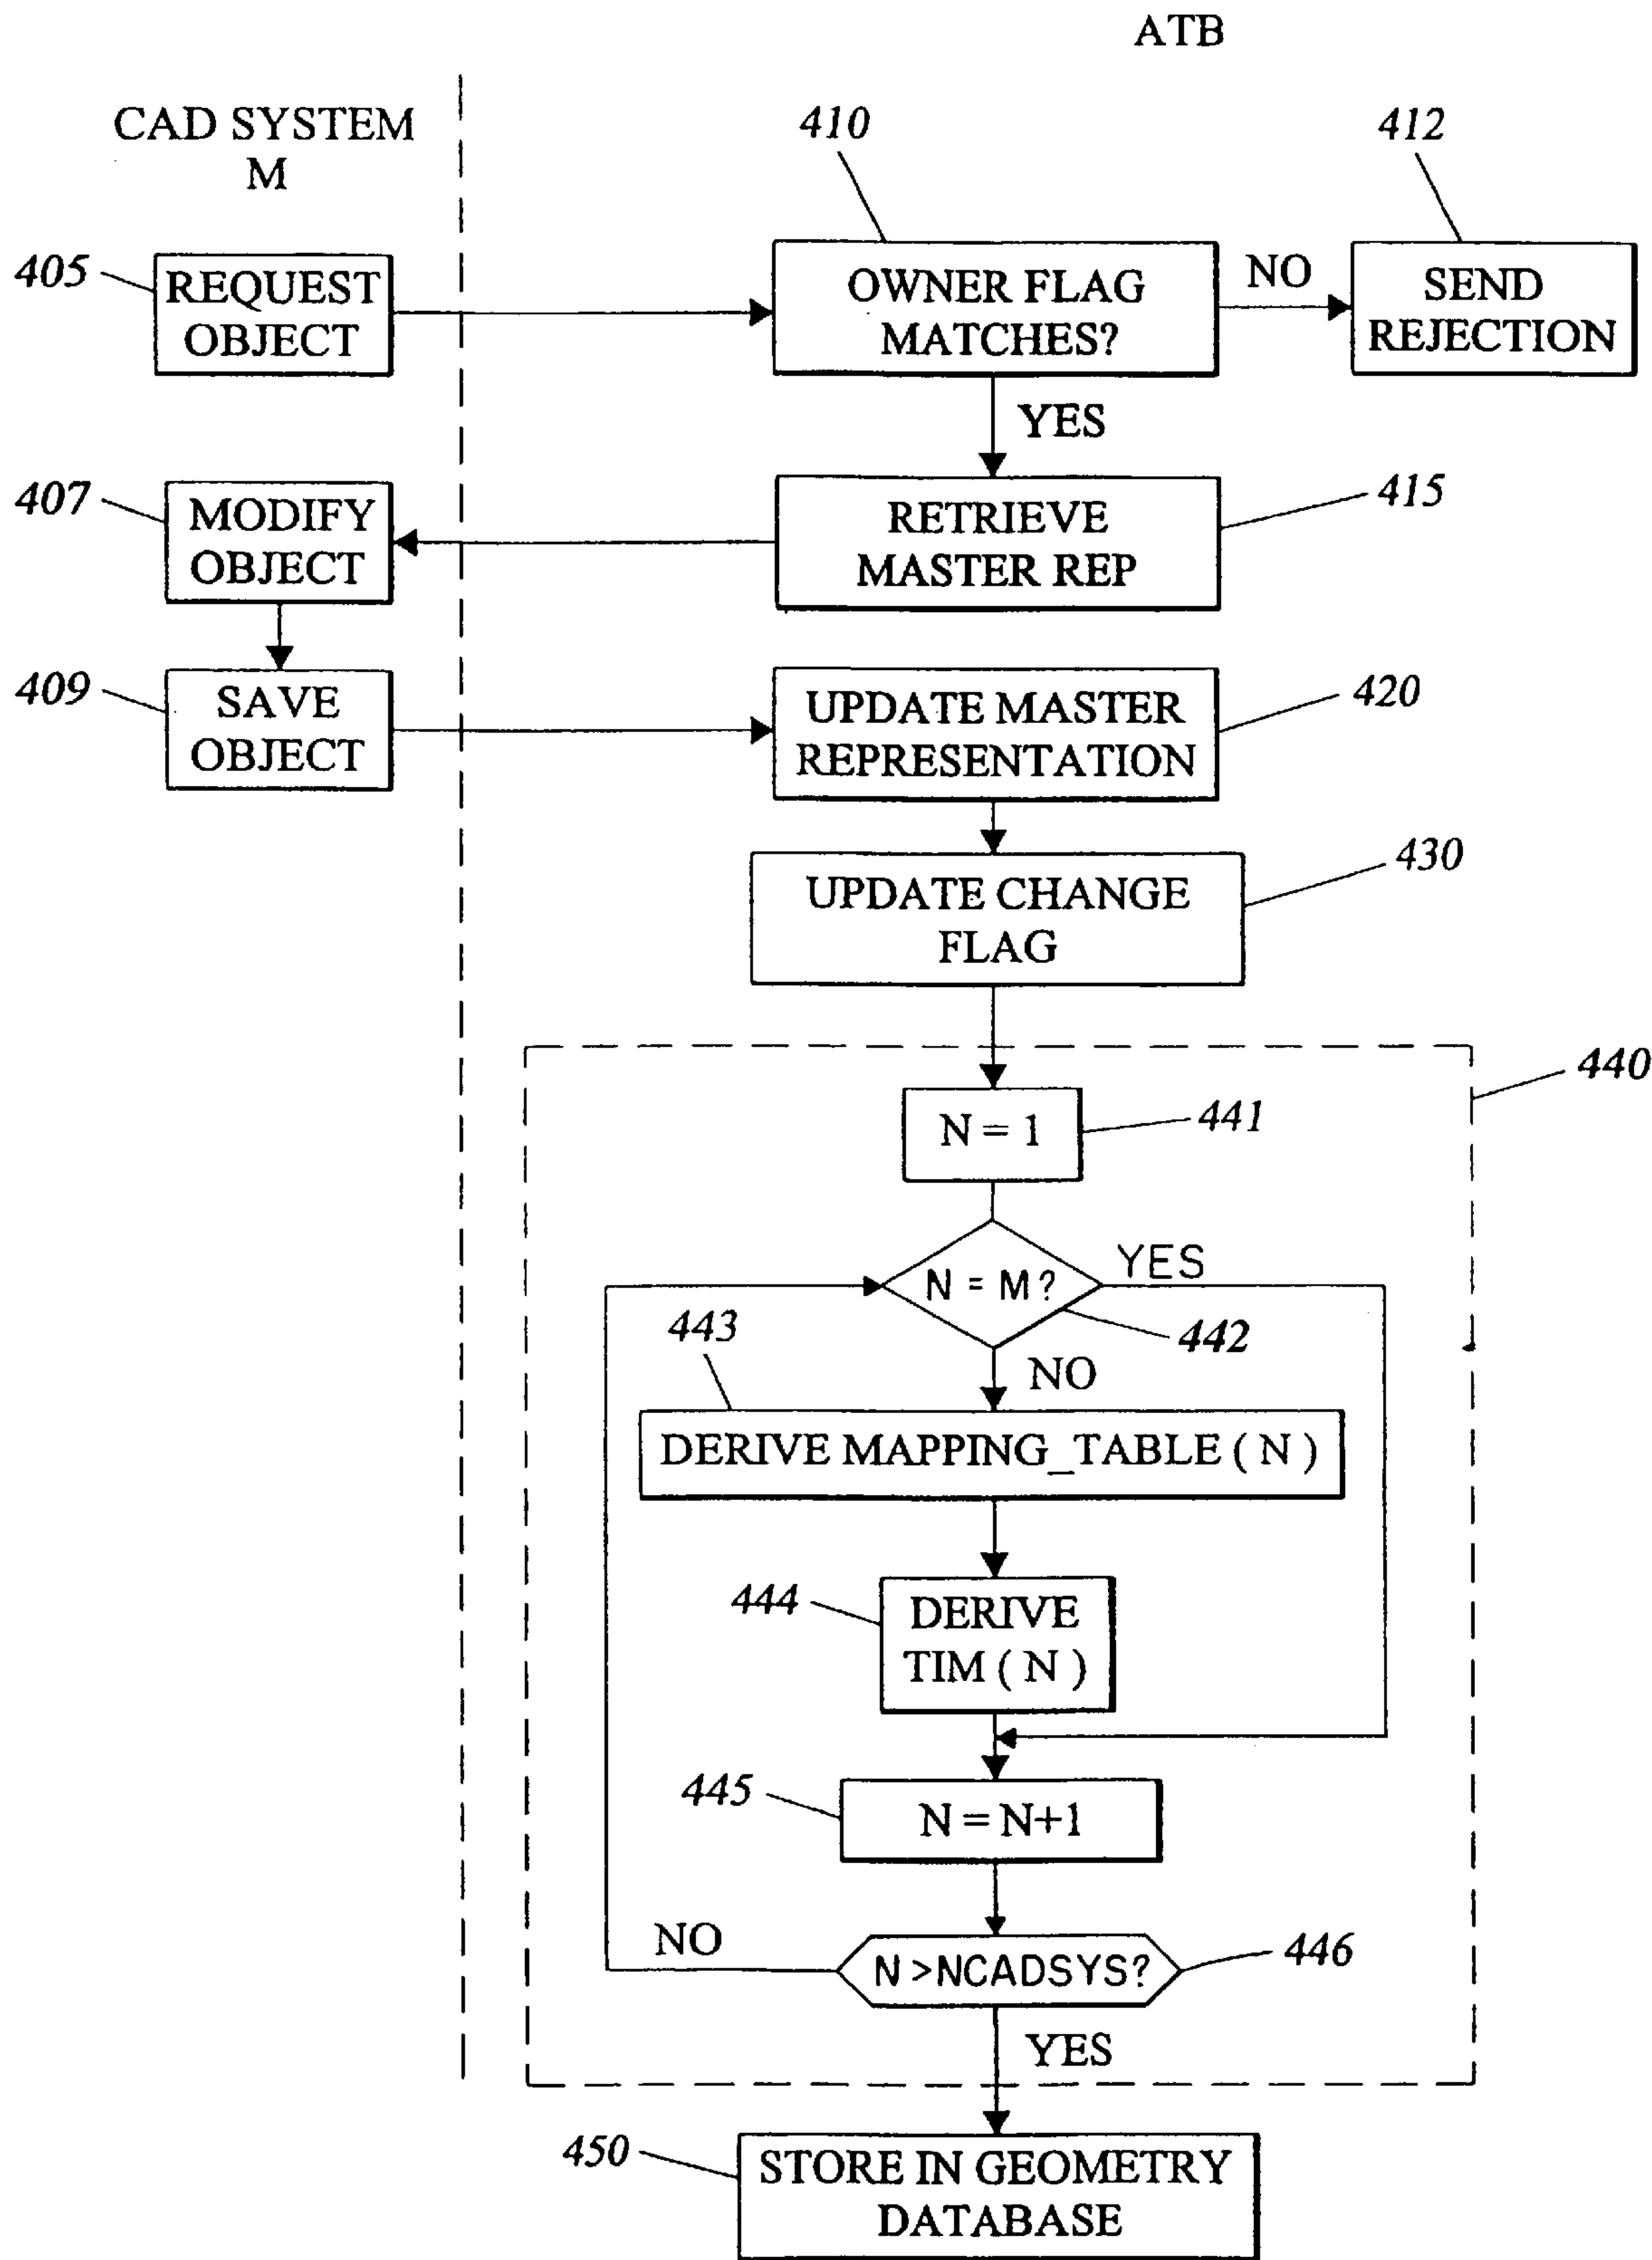 ATB
CAD SYSTEM
M
410
412
405
REQUEST
OBJECT
OWNER FLAG
MATCHES?
NO
SEND
REJECTION
YES
407
MODIFY
OBJECT
RETRIEVE
MASTER REP
415
409
SAVE
OBJECT
UPDATE MASTER
REPRESENTATION
420
UPDATE CHANGE
FLAG
430
440
N = 1
441
N = M ?
YES
442
443
NO
DERIVE MAPPING_TABLE ( N )
444
DERIVE
TIM ( N )
445
N = N+1
NO
N >NCADSYS?
446
YES
450
STORE IN GEOMETRY
DATABASE